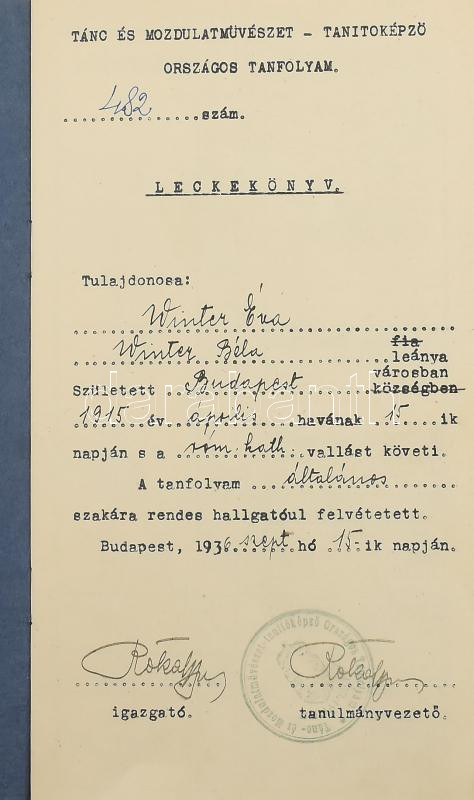 TÁNC ÉS MOZDULATMÜVÉSZET - TANITOKÉPZŐ
ORSZÁGOS TANFOLYAM.
482 szám.
LECKEKÖNYV.
Tulajdonosa:
Winter Éva
Winter Béla fia
leánya
városban
Született Budapest községben
1915 év április havának 15 ik
napján s a róm. kath. vallást követi.
A tanfolyam általános
szakára rendes hallgatóul felvétetett.
Budapest, 1936 szept hó 15-ik napján.
igazgató. tanulmányvezető.
darabanth